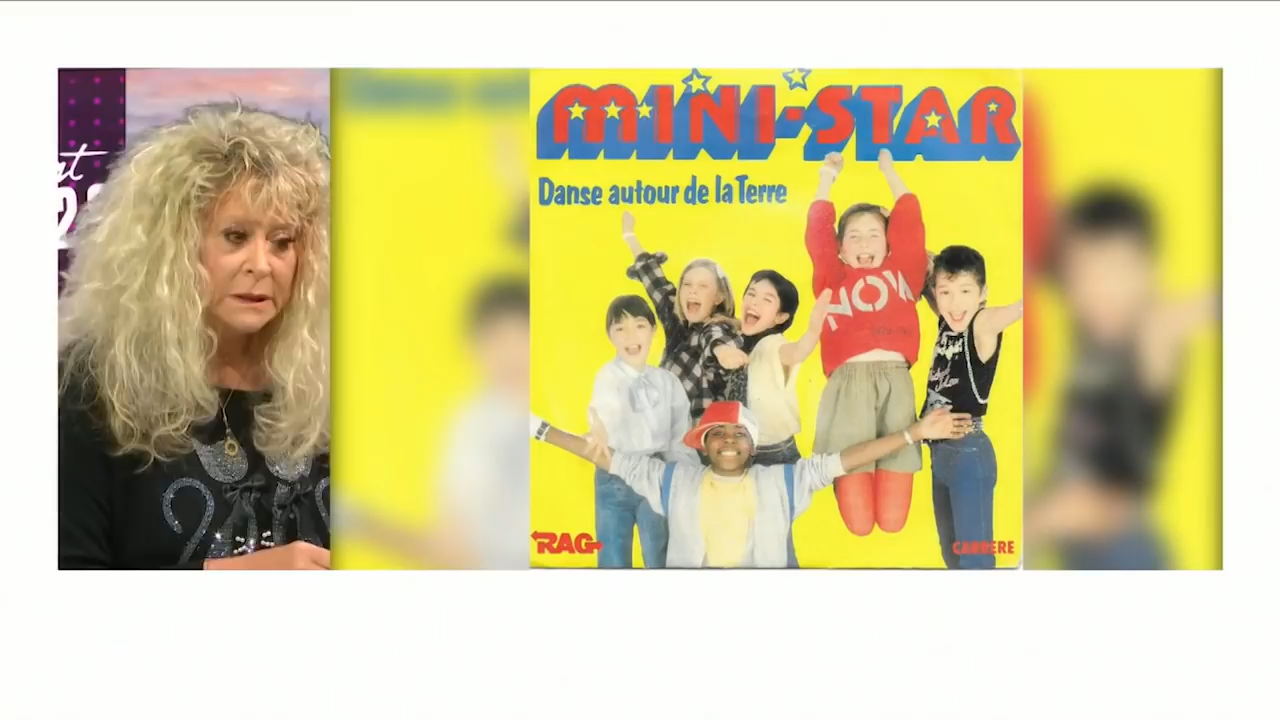 MINI-STAR
Danse autour de la Terre
NOW
RAG
CARRERE